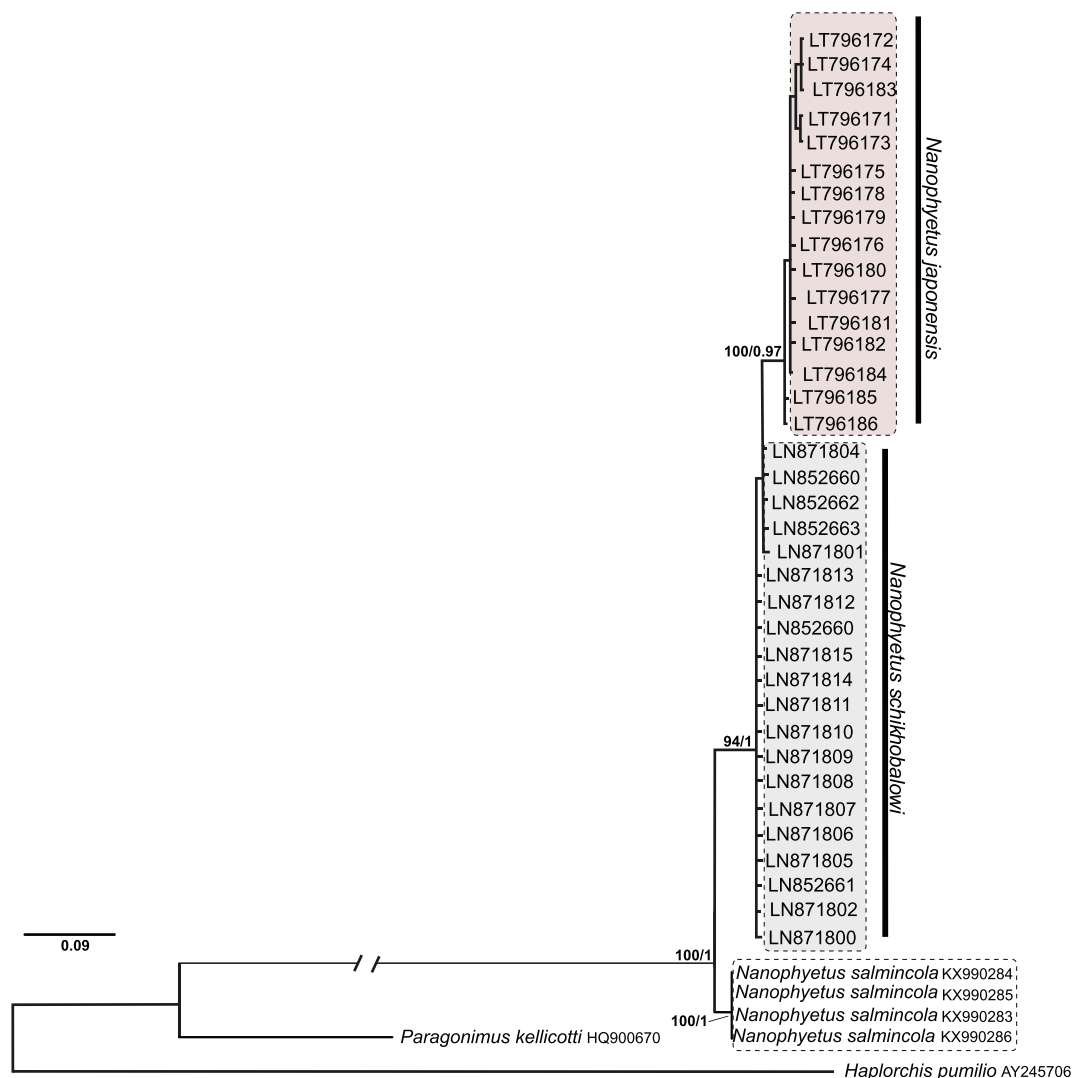 LT796172
LT796174
LT796183
LT796171
LT796173
LT796175
LT796178
LT796179
LT796176
LT796180
LT796177
LT796181
LT796182
LT796184
LT796185
LT796186
Nanophyetus japonensis
100/0.97
LN871804
LN852660
LN852662
LN852663
LN871801
LN871813
LN871812
LN852660
LN871815
LN871814
LN871811
LN871810
LN871809
LN871808
LN871807
LN871806
LN871805
LN852661
LN871802
LN871800
Nanophyetus schikhobalowi
94/1
0.09
100/1
Nanophyetus salmincola KX990284
Nanophyetus salmincola KX990285
Nanophyetus salmincola KX990283
Nanophyetus salmincola KX990286
100/1
Paragonimus kellicotti HQ900670
Haplorchis pumilio AY245706